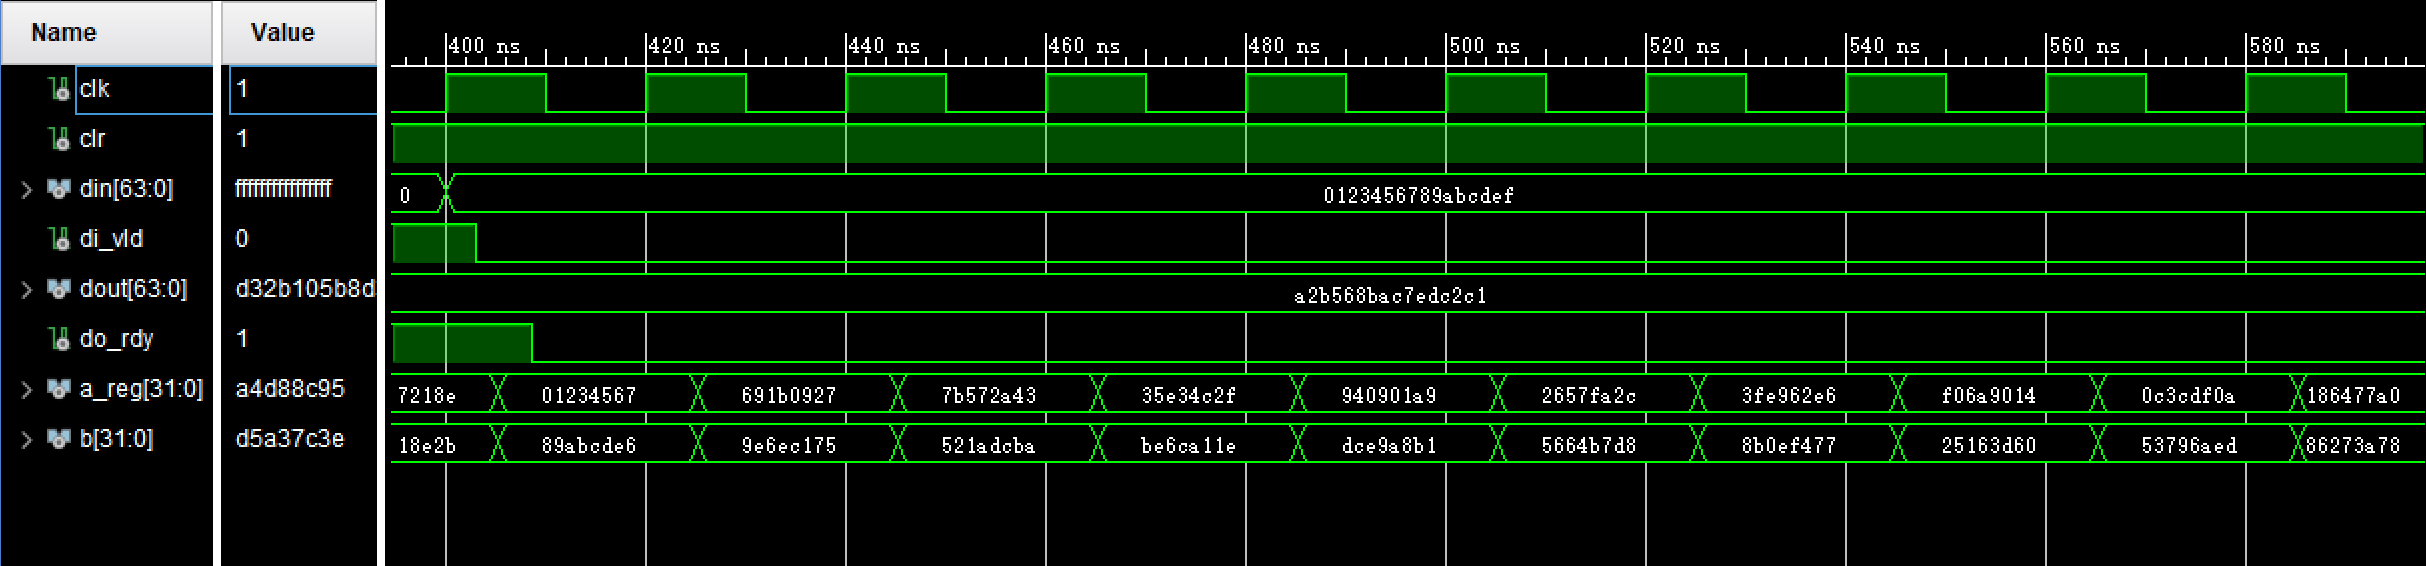 Name Value 400 ns 420 ns 440 ns 460 ns 480 ns 500 ns 520 ns 540 ns 560 ns 580 ns
clk 1
clr 1
din[63:0] ffffffffffffffff 0 0123456789abcdef
di_vld 0
dout[63:0] d32b105b8d a2b568bac7edc2c1
do_rdy 1
a_reg[31:0] a4d88c95 7218e 01234567 691b0927 7b572a43 35e34c2f 940901a9 2657fa2c 3fe962e6 f06a9014 0c3cdf0a 186477a0
b[31:0] d5a37c3e 18e2b 89abcde6 9e6ec175 521adcba be6ca11e dce9a8b1 5664b7d8 8b0ef477 25163d60 53796aed 86273a78